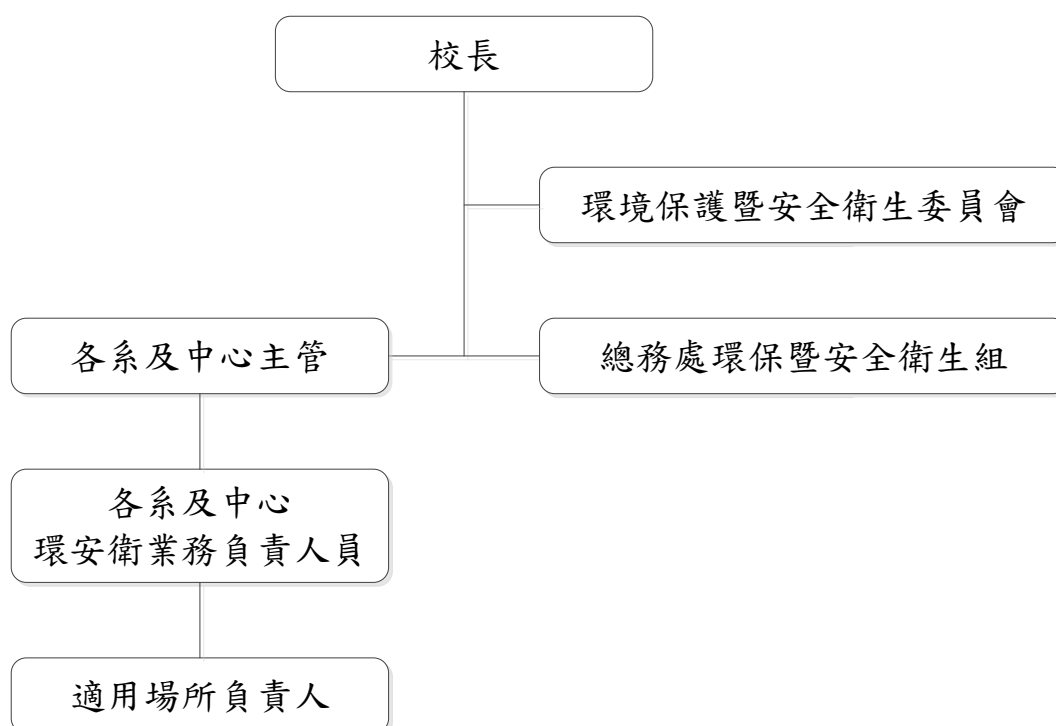 校長
環境保護暨安全衛生委員會
各系及中心主管
總務處環保暨安全衛生組
各系及中心
環安衛業務負責人員
適用場所負責人